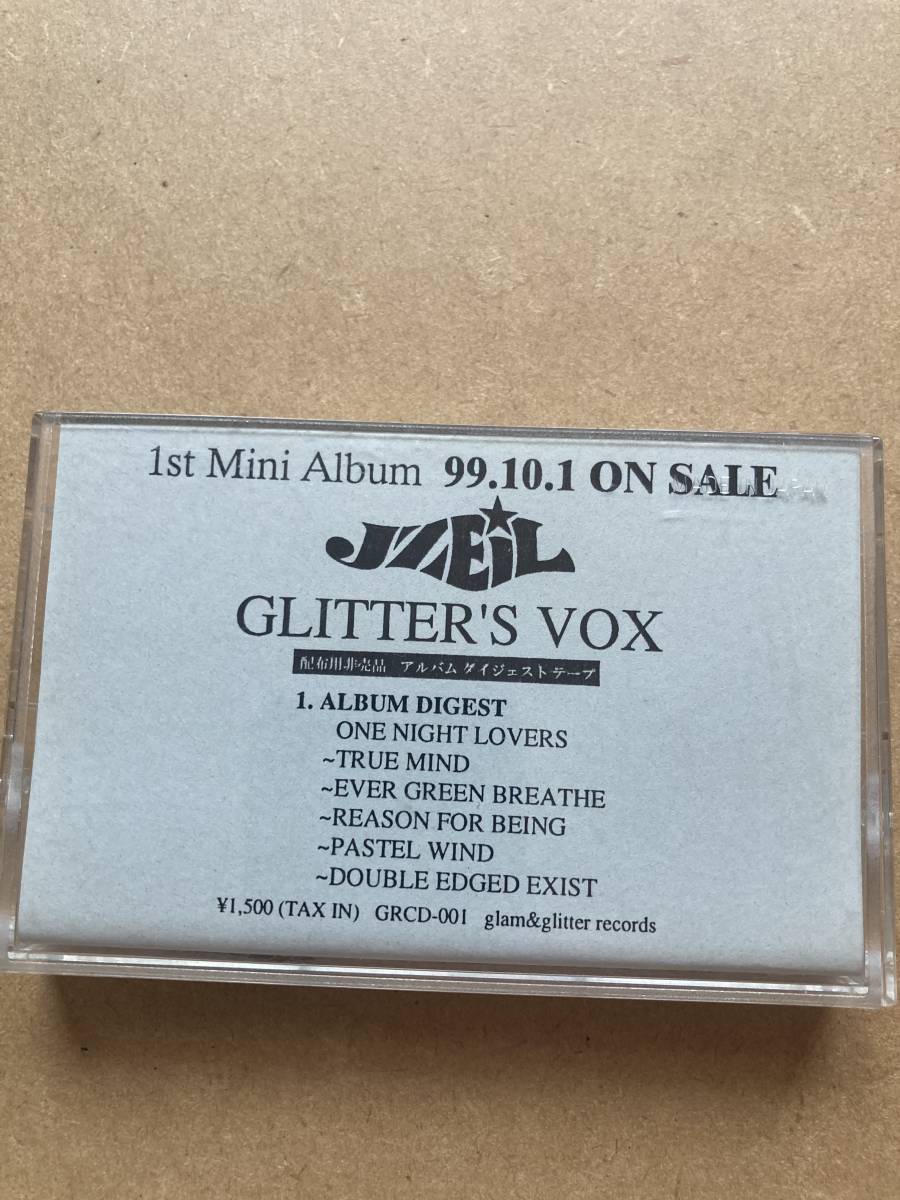 1st Mini Album 99.10.1 ON SALE
JZEiL
GLITTER'S VOX
配布用非売品 アルバムダイジェストテープ
1. ALBUM DIGEST
ONE NIGHT LOVERS
~TRUE MIND
~EVER GREEN BREATHE
~REASON FOR BEING
~PASTEL WIND
~DOUBLE EDGED EXIST
¥1,500 (TAX IN) GRCD-001 glam&glitter records